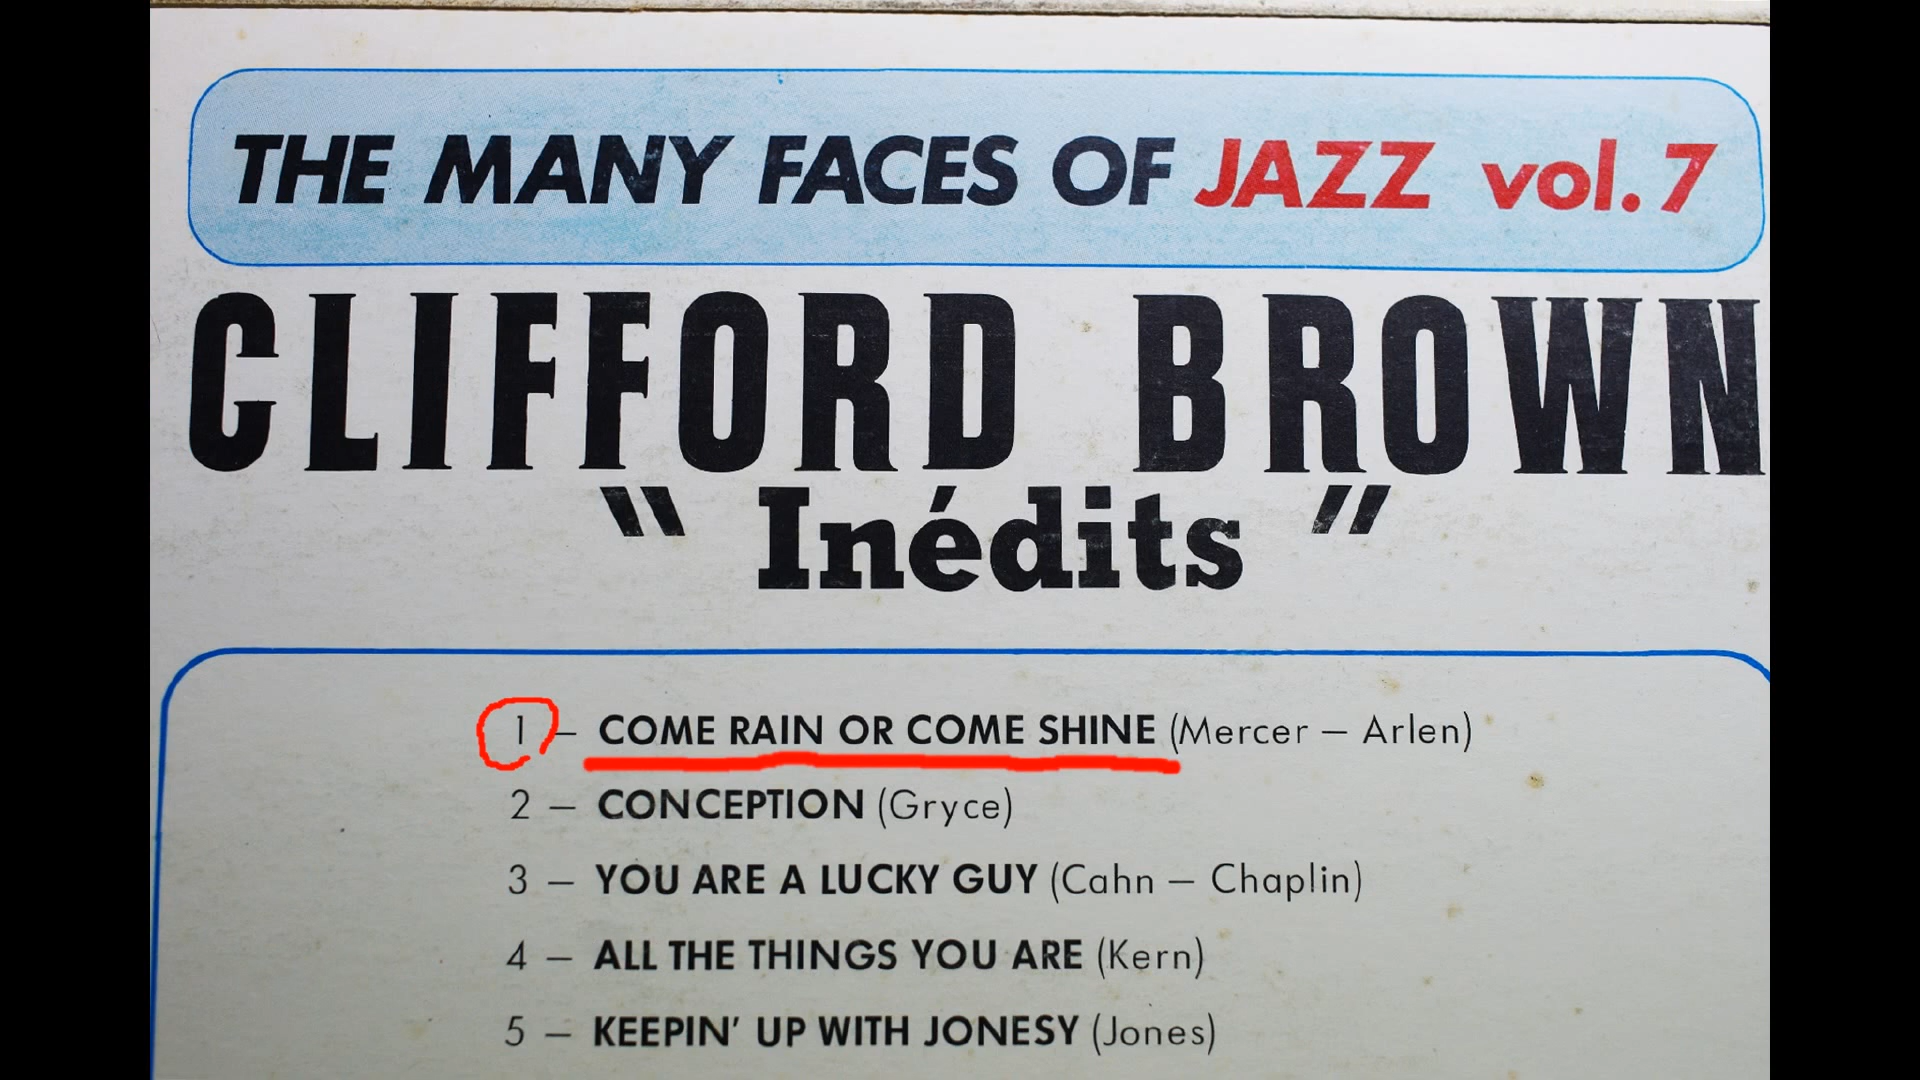 THE MANY FACES OF JAZZ vol. 7
CLIFFORD BROWN
“ Inédits ”
1 – COME RAIN OR COME SHINE (Mercer – Arlen)
2 – CONCEPTION (Gryce)
3 – YOU ARE A LUCKY GUY (Cahn – Chaplin)
4 – ALL THE THINGS YOU ARE (Kern)
5 – KEEPIN’ UP WITH JONESY (Jones)